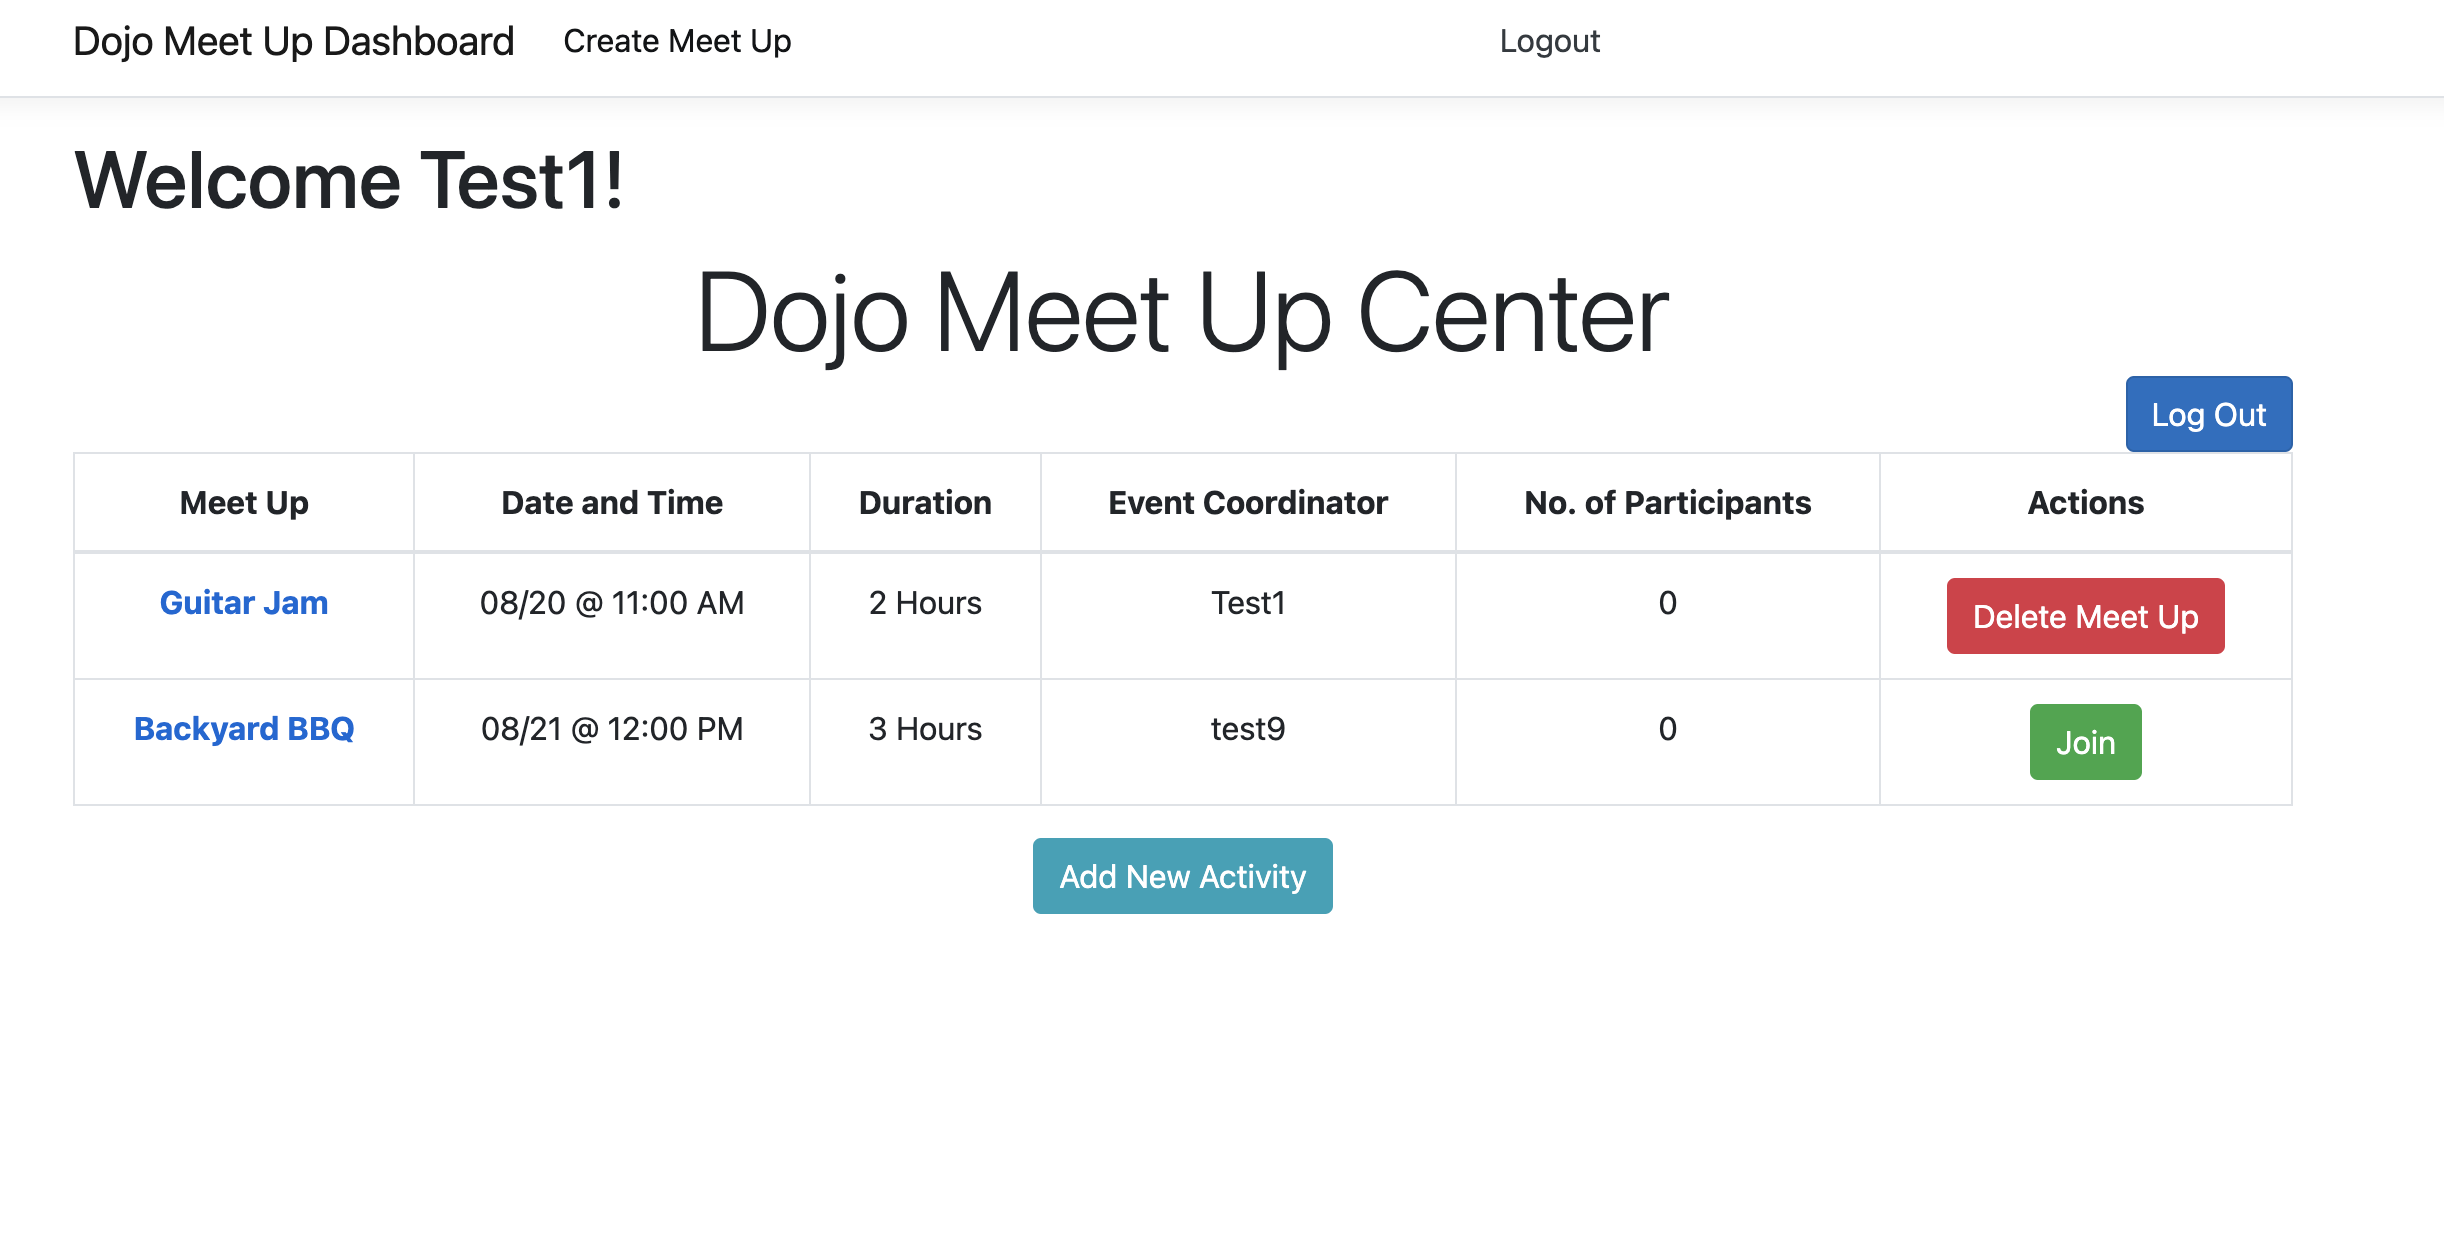 Dojo Meet Up Dashboard Create Meet Up Logout
Welcome Test1!
Dojo Meet Up Center
Log Out
Meet Up Date and Time Duration Event Coordinator No. of Participants Actions
Guitar Jam 08/20 @ 11:00 AM 2 Hours Test1 0 Delete Meet Up
Backyard BBQ 08/21 @ 12:00 PM 3 Hours test9 0 Join
Add New Activity